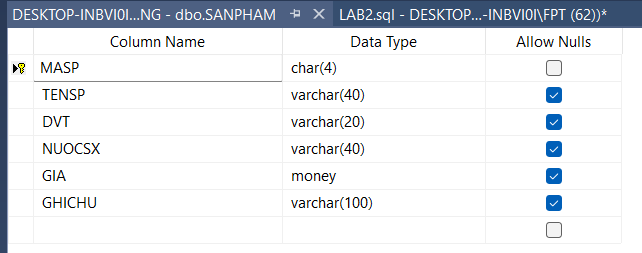 DESKTOP-INBVI0I...NG - dbo.SANPHAM LAB2.sql - DESKTOP...-INBVI0I\FPT (62))*
Column Name Data Type Allow Nulls
MASP char(4)
TENSP varchar(40)
DVT varchar(20)
NUOCSX varchar(40)
GIA money
GHICHU varchar(100)